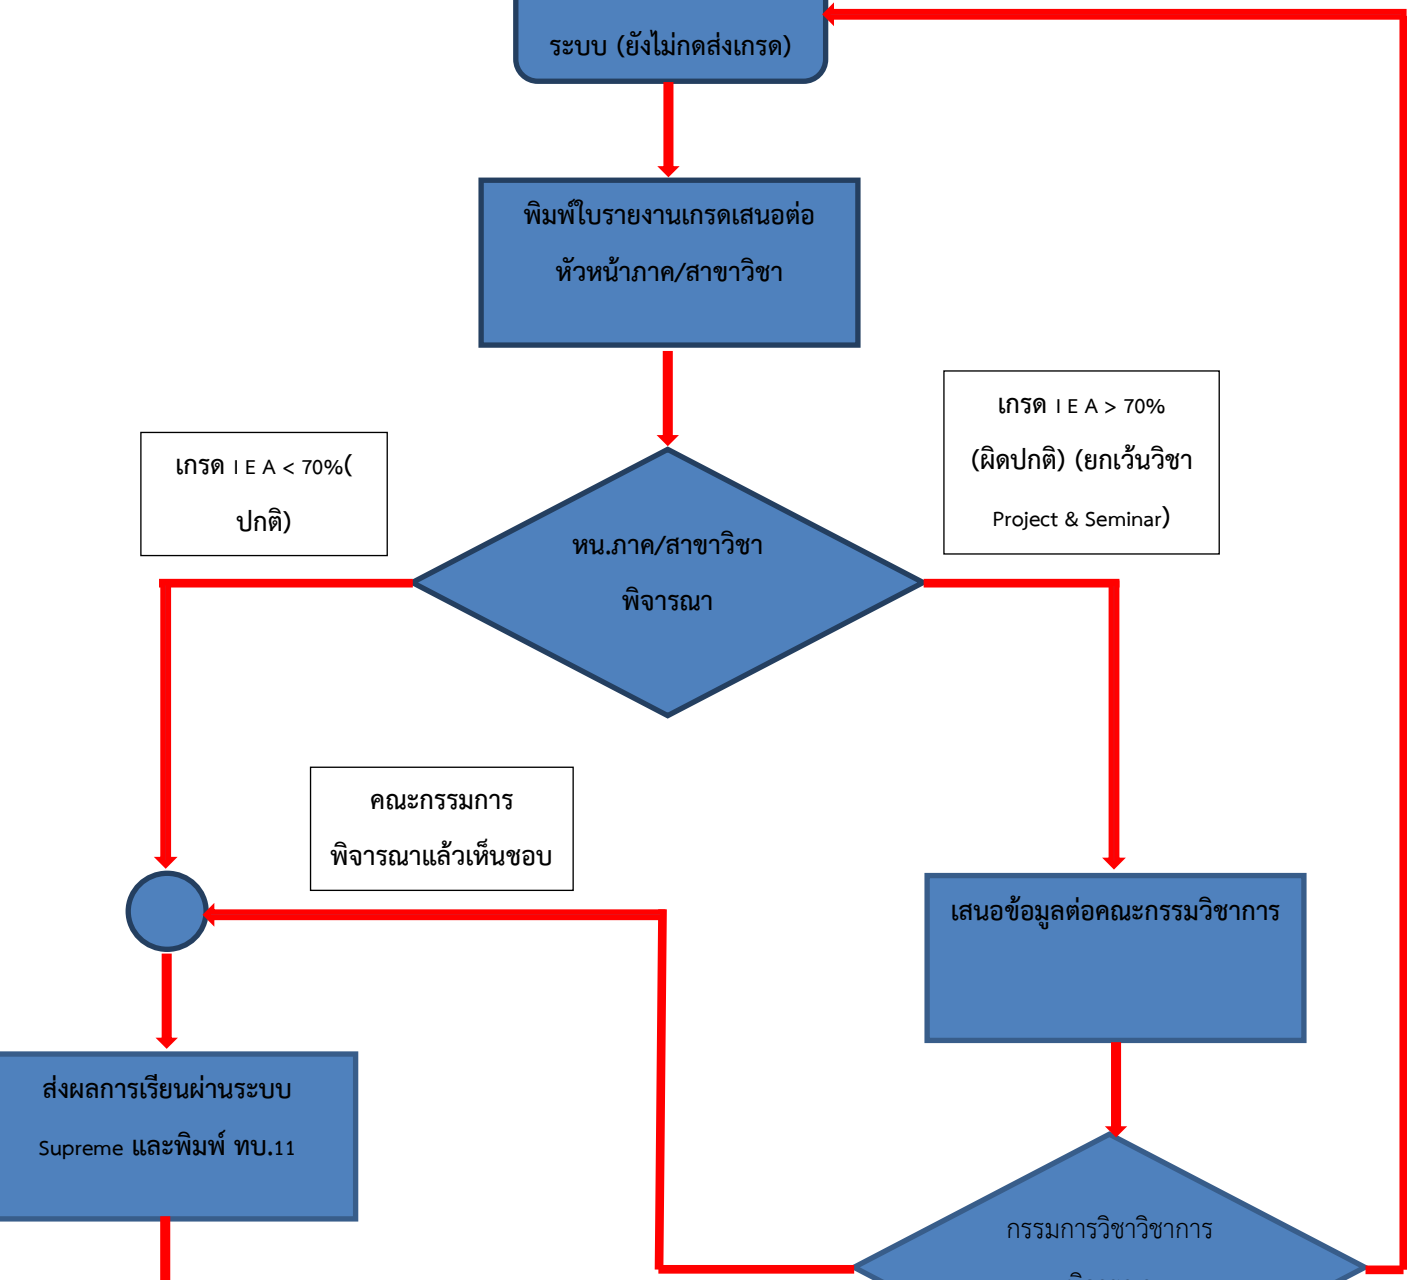 ระบบ (ยังไม่กดส่งเกรด)
พิมพ์ใบรายงานเกรดเสนอต่อ
หัวหน้าภาค/สาขาวิชา
เกรด I E A > 70%
(ผิดปกติ) (ยกเว้นวิชา
Project & Seminar)
เกรด I E A < 70%(
ปกติ)
หน.ภาค/สาขาวิชา
พิจารณา
คณะกรรมการ
พิจารณาแล้วเห็นชอบ
เสนอข้อมูลต่อคณะกรรมวิชาการ
ส่งผลการเรียนผ่านระบบ
Supreme และพิมพ์ ทบ.11
กรรมการวิชาวิชาการ